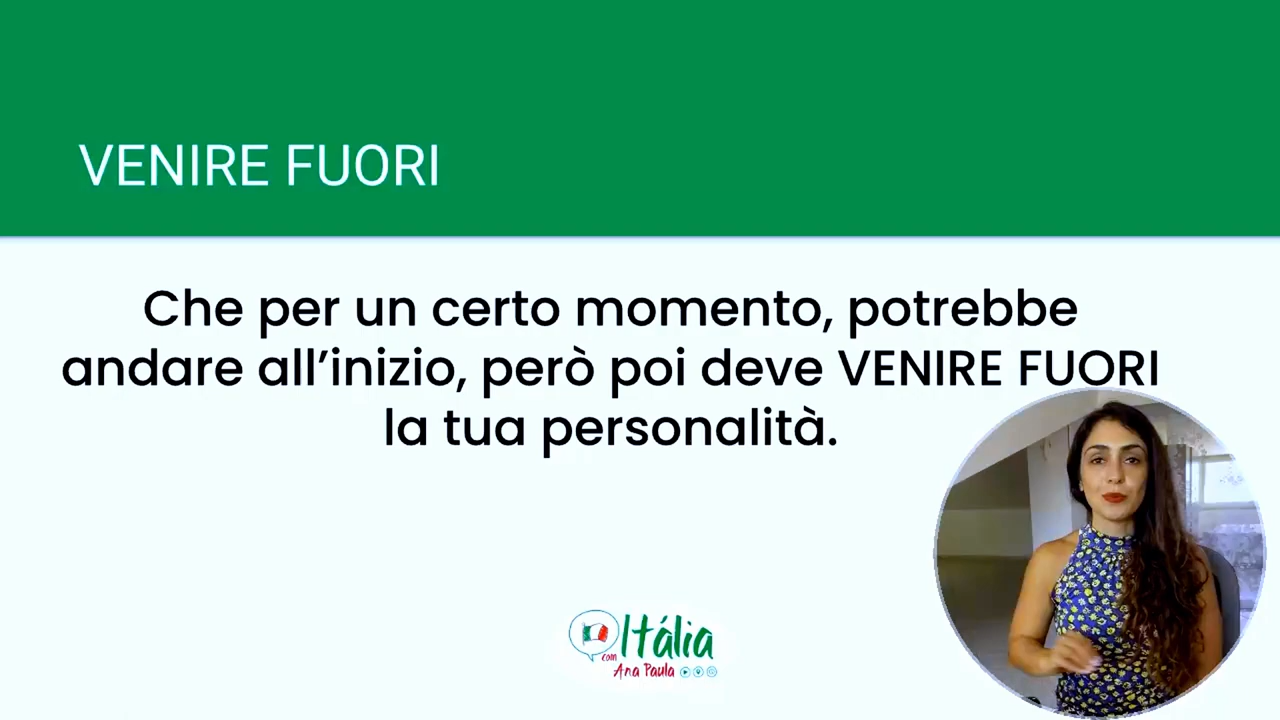 VENIRE FUORI
Che per un certo momento, potrebbe
andare all’inizio, però poi deve VENIRE FUORI
la tua personalità.
Itália
com
Ana Paula